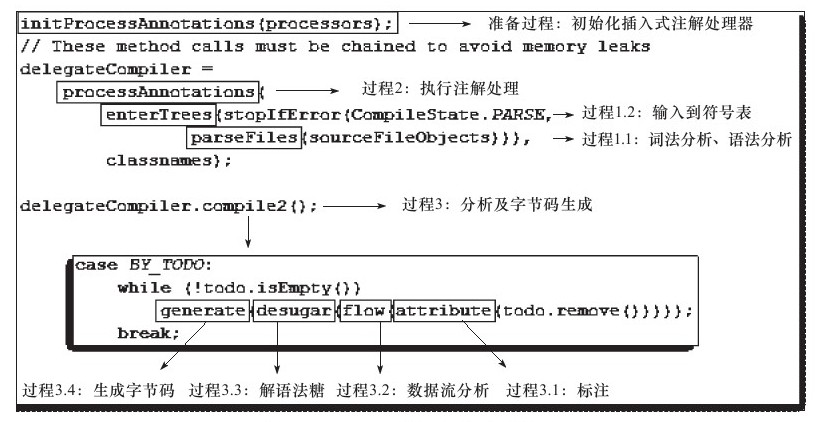 initProcessAnnotations(processors); 准备过程：初始化插入式注解处理器
// These method calls must be chained to avoid memory leaks
delegateCompiler =
processAnnotations( 过程2：执行注解处理
enterTrees(stopIfError(CompileState.PARSE, 过程1.2：输入到符号表
parseFiles(sourceFileObjects))), 过程1.1：词法分析、语法分析
classnames);
delegateCompiler.compile2(); 过程3：分析及字节码生成
case BY_TODO:
while (!todo.isEmpty())
generate(desugar(flow(attribute(todo.remove()))));
break;
过程3.4：生成字节码 过程3.3：解语法糖 过程3.2：数据流分析 过程3.1：标注